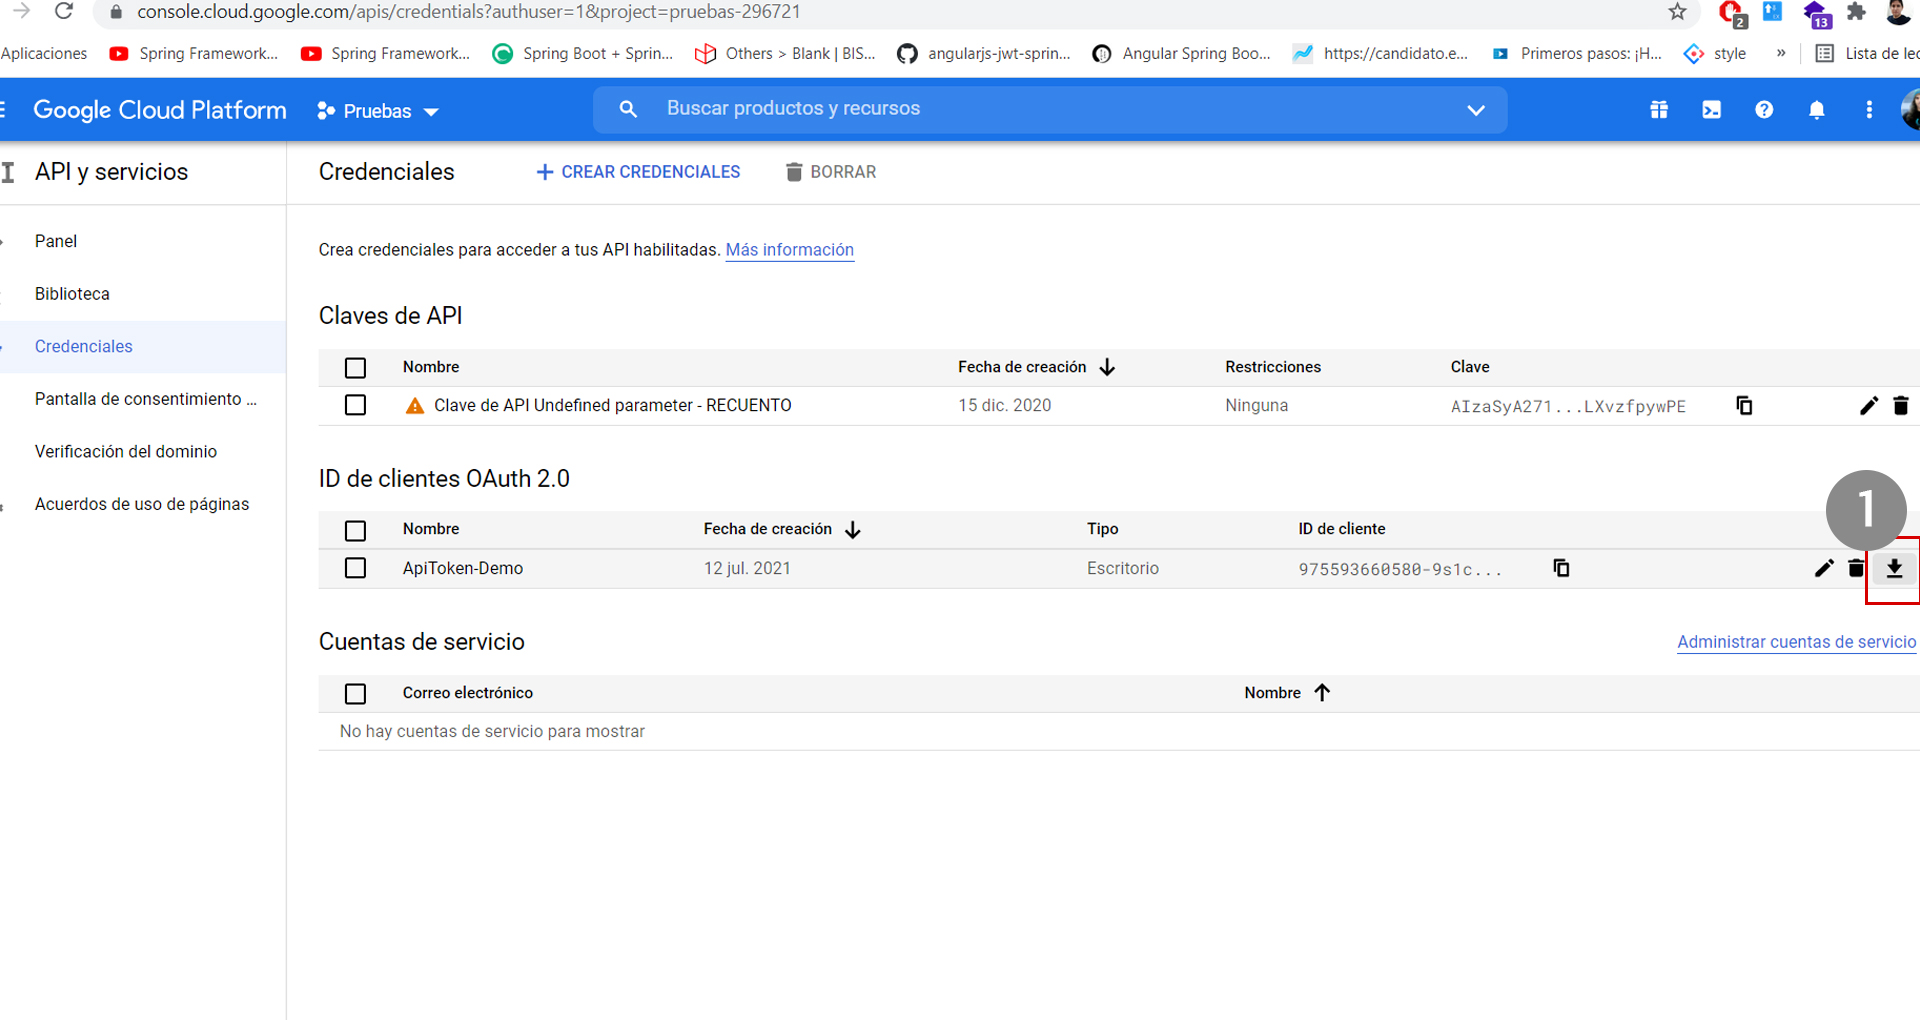 console.cloud.google.com/apis/credentials?authuser=1&project=pruebas-296721
2
13
Aplicaciones Spring Framework... Spring Framework... Spring Boot + Sprin... Others > Blank | BIS... angularjs-jwt-sprin... Angular Spring Boo... https://candidato.e... Primeros pasos: ¡H... style » Lista de lec
Google Cloud Platform Pruebas Buscar productos y recursos
API y servicios
Credenciales + CREAR CREDENCIALES BORRAR
Panel
Biblioteca
Credenciales
Pantalla de consentimiento ...
Verificación del dominio
Acuerdos de uso de páginas
Crea credenciales para acceder a tus API habilitadas. Más información
Claves de API
Nombre Fecha de creación Restricciones Clave
Clave de API Undefined parameter - RECUENTO 15 dic. 2020 Ninguna AIzaSyA271...LXvzfpywPE
ID de clientes OAuth 2.0
1
Nombre Fecha de creación Tipo ID de cliente
ApiToken-Demo 12 jul. 2021 Escritorio 975593660580-9s1c...
Cuentas de servicio Administrar cuentas de servicio
Correo electrónico Nombre
No hay cuentas de servicio para mostrar